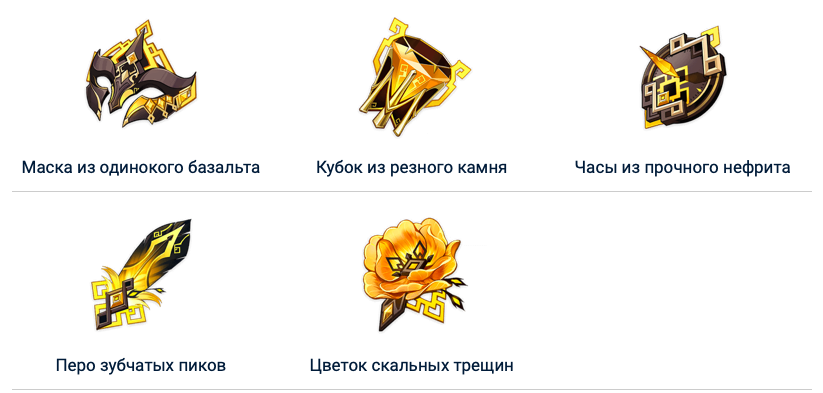 Маска из одинокого базальта
Кубок из резного камня
Часы из прочного нефрита
Перо зубчатых пиков
Цветок скальных трещин